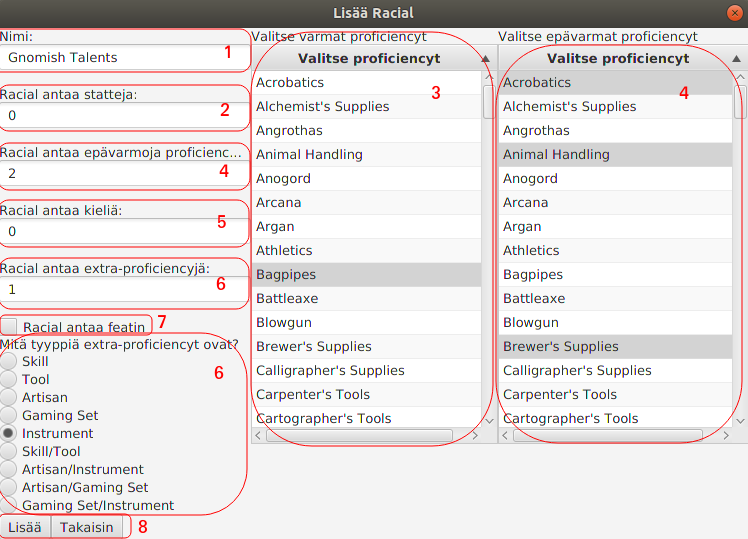 Lisää Racial
Nimi:
1
Gnomish Talents
Racial antaa statteja:
2
0
Racial antaa epävarmoja proficienc...
4
2
Racial antaa kieliä:
5
0
Racial antaa extra-proficiencyjä:
6
1
7
Racial antaa featin
Mitä tyyppiä extra-proficiencyt ovat?
6
Skill
Tool
Artisan
Gaming Set
Instrument
Skill/Tool
Artisan/Instrument
Artisan/Gaming Set
Gaming Set/Instrument
Lisää Takaisin 8
Valitse varmat proficiencyt
Valitse proficiencyt
3
Acrobatics
Alchemist's Supplies
Angrothas
Animal Handling
Anogord
Arcana
Argan
Athletics
Bagpipes
Battleaxe
Blowgun
Brewer's Supplies
Calligrapher's Supplies
Carpenter's Tools
Cartographer's Tools
Valitse epävarmat proficiencyt
Valitse proficiencyt
4
Acrobatics
Alchemist's Supplies
Angrothas
Animal Handling
Anogord
Arcana
Argan
Athletics
Bagpipes
Battleaxe
Blowgun
Brewer's Supplies
Calligrapher's Supplies
Carpenter's Tools
Cartographer's Tools